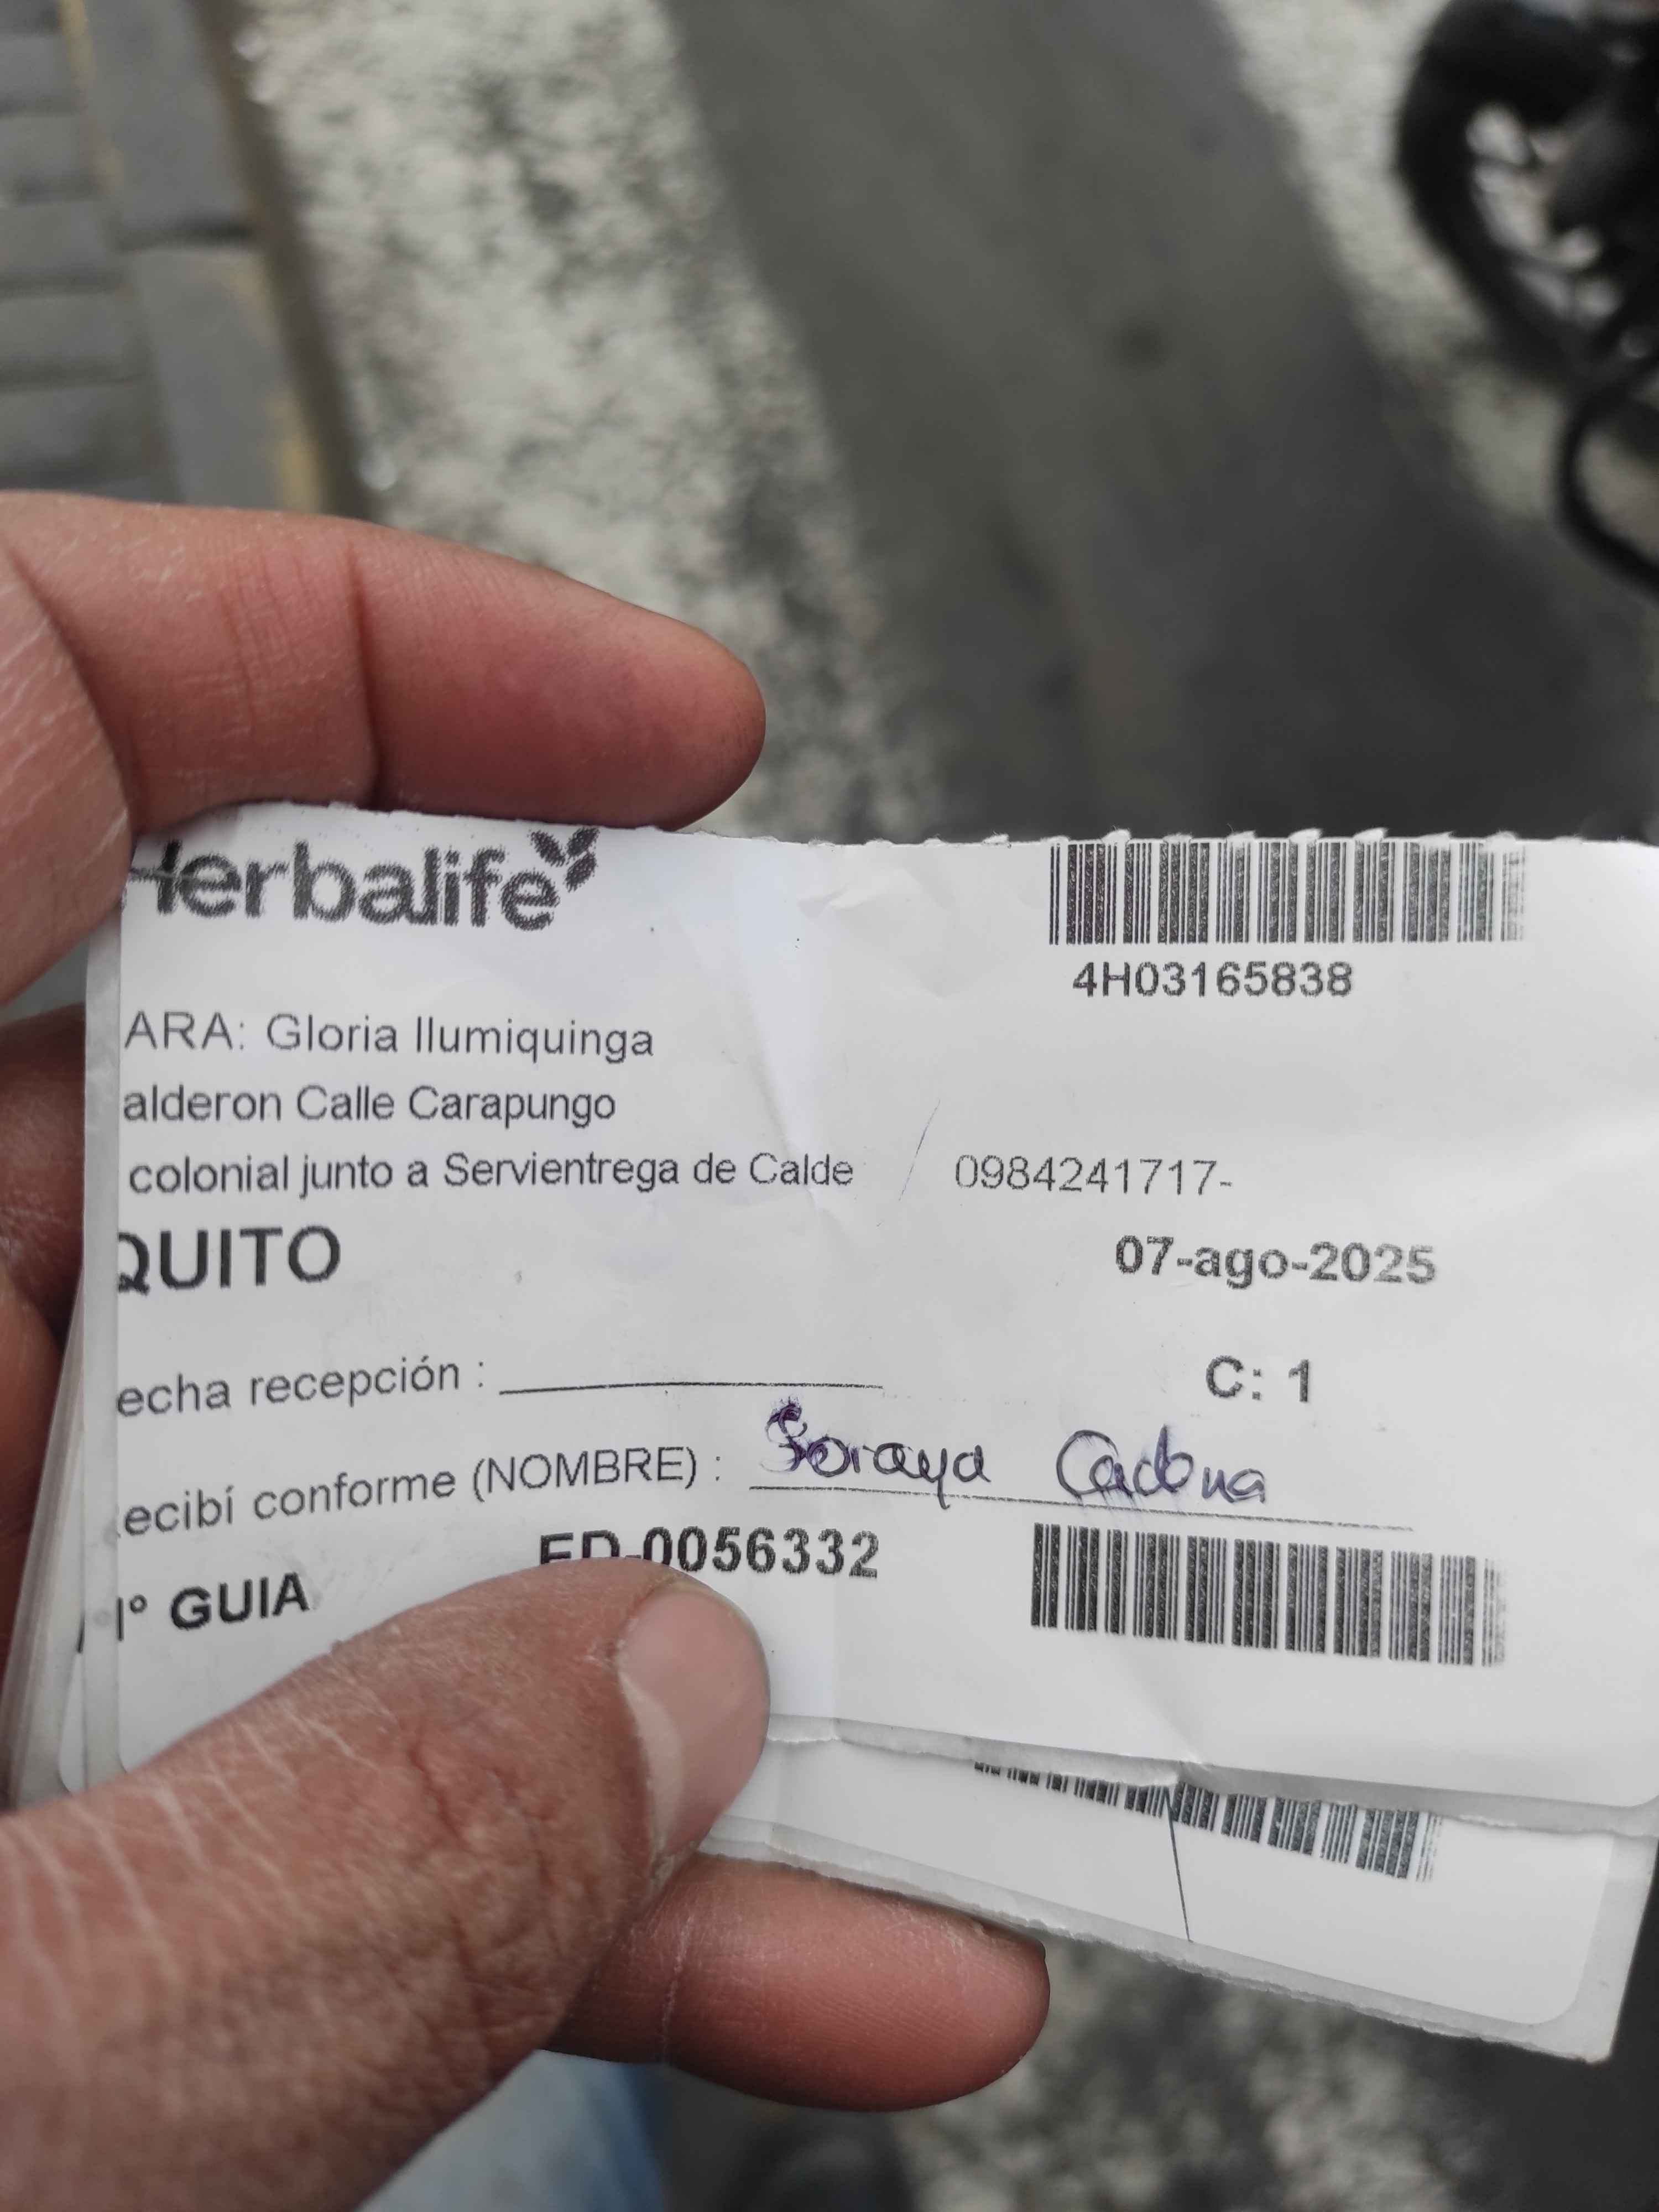 Herbalife
4H03165838
ARA: Gloria Ilumiquinga
alderon Calle Carapungo
colonial junto a Servientrega de Calde 0984241717-
QUITO
07-ago-2025
echa recepción :
C: 1
ecibí conforme (NOMBRE) : Soraya Cadena
ED-0056332
N° GUIA